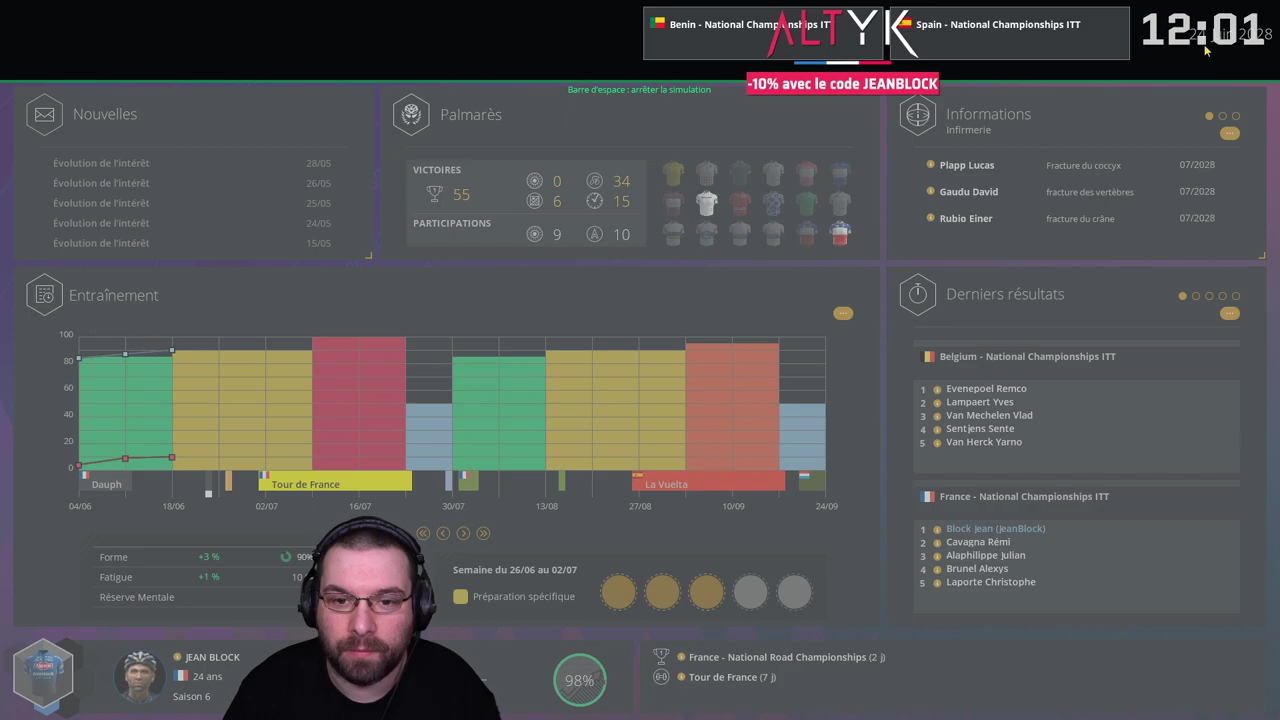 Benin - National Championships ITT
Spain - National Championships ITT
ALTYK
12:01
24 Juin 2028
-10% avec le code JEANBLOCK
Barre d'espace : arrêter la simulation
Nouvelles
Évolution de l'intérêt 28/05
Évolution de l'intérêt 26/05
Évolution de l'intérêt 25/05
Évolution de l'intérêt 24/05
Évolution de l'intérêt 15/05
Palmarès
VICTOIRES
55
0
34
6
15
PARTICIPATIONS
9
10
Informations
Infirmerie
Plapp Lucas Fracture du coccyx 07/2028
Gaudu David fracture des vertèbres 07/2028
Rubio Einer fracture du crâne 07/2028
Entraînement
100
80
60
40
20
0
Dauph
Tour de France
La Vuelta
04/06 18/06 02/07 16/07 30/07 13/08 27/08 10/09 24/09
Forme +3 % 90%
Fatigue +1 % 10
Réserve Mentale
Semaine du 26/06 au 02/07
Préparation spécifique
Derniers résultats
Belgium - National Championships ITT
1 Evenepoel Remco
2 Lampaert Yves
3 Van Mechelen Vlad
4 Sentjens Sente
5 Van Herck Yarno
France - National Championships ITT
1 Block Jean (JeanBlock)
2 Cavagna Rémi
3 Alaphilippe Julian
4 Brunel Alexys
5 Laporte Christophe
JEAN BLOCK
24 ans
Saison 6
98%
France - National Road Championships (2 j)
Tour de France (7 j)